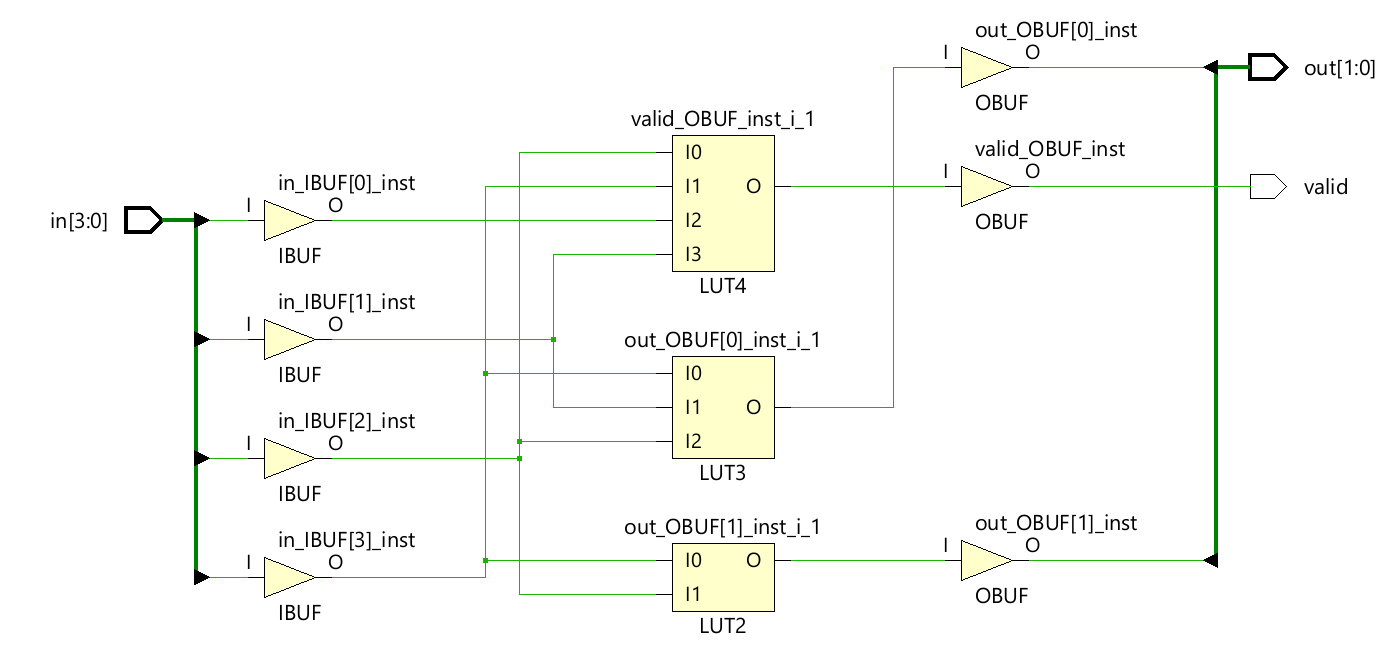 out_OBUF[0]_inst
I
O
OBUF
out[1:0]
valid_OBUF_inst_i_1
I0
I1
I2
I3
O
LUT4
valid_OBUF_inst
I
O
OBUF
valid
in[3:0]
in_IBUF[0]_inst
I
O
IBUF
in_IBUF[1]_inst
I
O
IBUF
out_OBUF[0]_inst_i_1
I0
I1
I2
O
LUT3
in_IBUF[2]_inst
I
O
IBUF
in_IBUF[3]_inst
I
O
IBUF
out_OBUF[1]_inst_i_1
I0
I1
O
LUT2
out_OBUF[1]_inst
I
O
OBUF